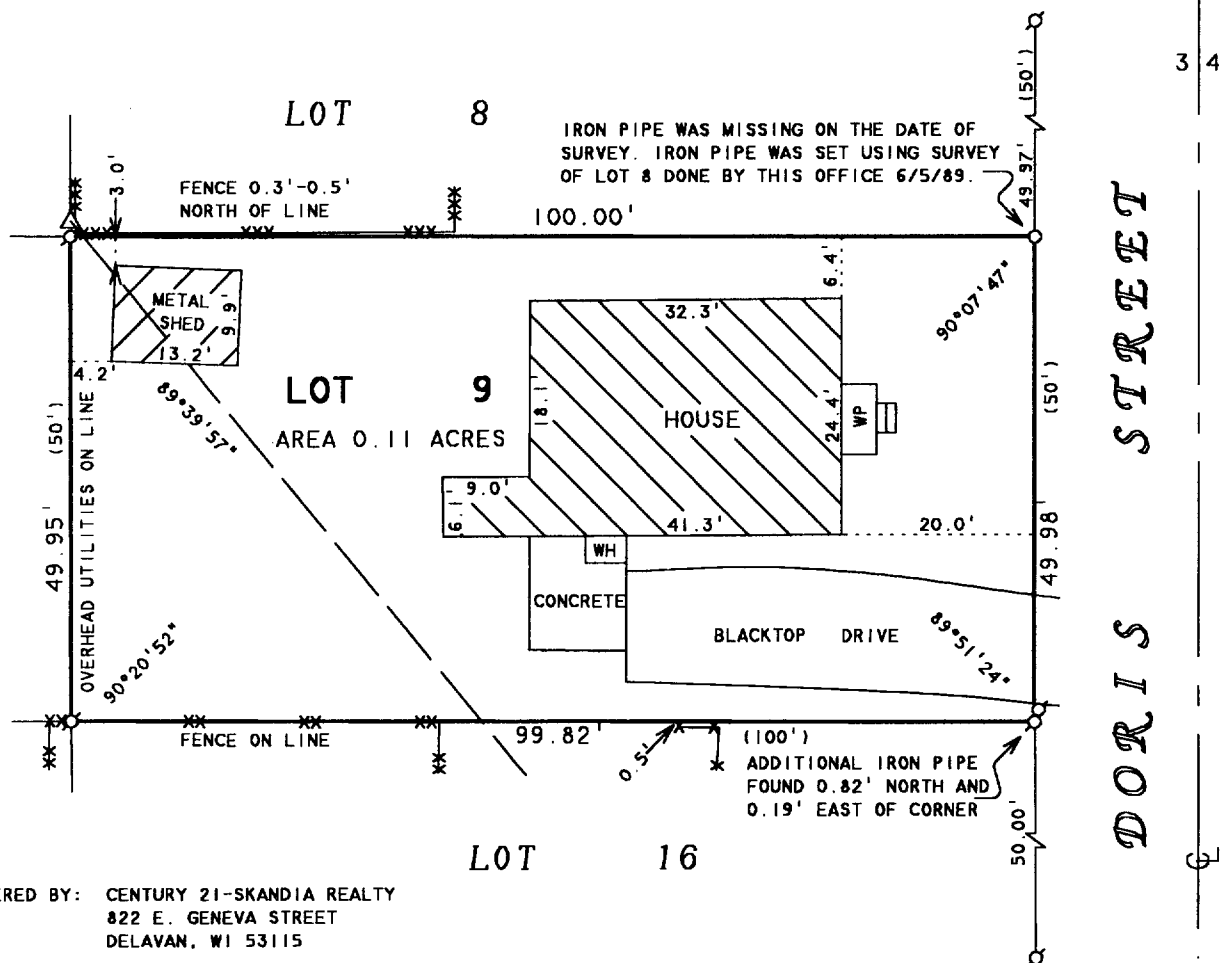 3 4
(50')
LOT 8
IRON PIPE WAS MISSING ON THE DATE OF
SURVEY. IRON PIPE WAS SET USING SURVEY
OF LOT 8 DONE BY THIS OFFICE 6/5/89.
49.97'
3.0'
FENCE 0.3'-0.5'
NORTH OF LINE
100.00'
6.4'
90°07'47"
METAL
SHED
9.9'
13.2'
4.2'
32.3'
89°39'57"
LOT 9
AREA 0.11 ACRES
18.1'
HOUSE
24.4'
WP
(50')
(50')
OVERHEAD UTILITIES ON LINE
49.95'
9.0'
6.1'
41.3'
20.0'
49.98'
WH
CONCRETE
BLACKTOP DRIVE
89°51'24"
90°20'52"
DORIS STREET
FENCE ON LINE
99.82'
(100')
0.5'
ADDITIONAL IRON PIPE
FOUND 0.82' NORTH AND
0.19' EAST OF CORNER
50.00'
LOT 16
CL
ERED BY: CENTURY 21-SKANDIA REALTY
822 E. GENEVA STREET
DELAVAN, WI 53115